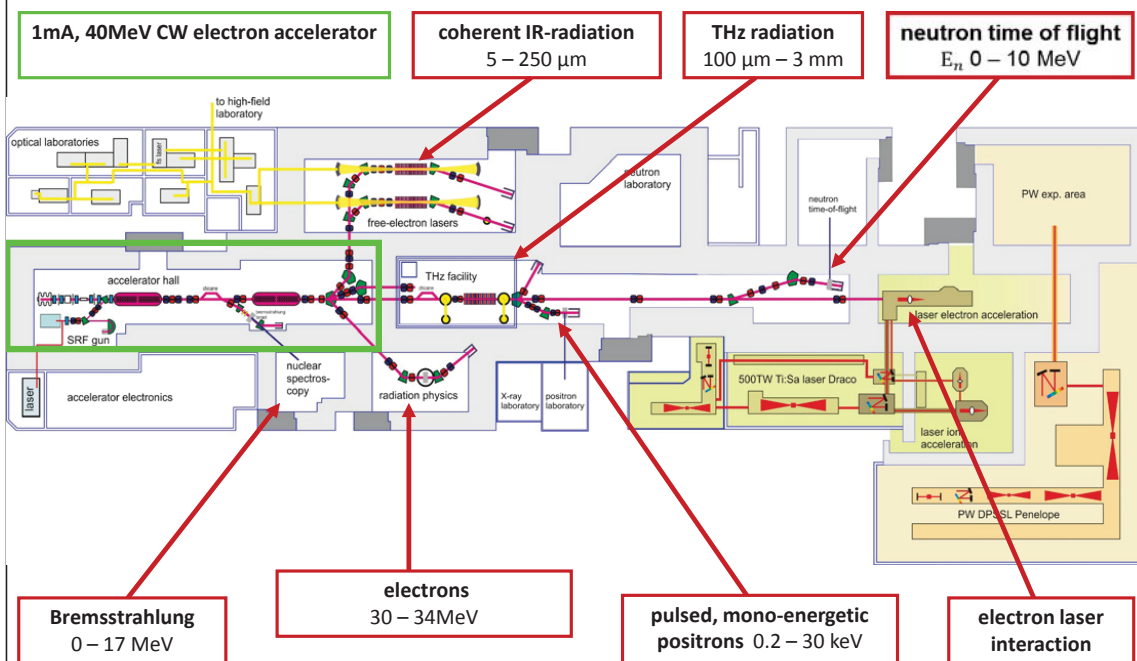 1mA, 40MeV CW electron accelerator
coherent IR-radiation
5 – 250 µm
THz radiation
100 µm – 3 mm
neutron time of flight
Eₙ 0 – 10 MeV
to high-field
laboratory
optical laboratories
fs laser
neutron
laboratory
neutron
time-of-flight
PW exp. area
free-electron lasers
accelerator hall
chicane
THz facility
chicane
bremsstrahlung
SRF gun
laser electron acceleration
laser
accelerator electronics
nuclear
spectros-
copy
radiation physics
X-ray
laboratory
positron
laboratory
500TW Ti:Sa laser Draco
laser ion
acceleration
PW DPSSL Penelope
Bremsstrahlung
0 – 17 MeV
electrons
30 – 34MeV
pulsed, mono-energetic
positrons 0.2 – 30 keV
electron laser
interaction